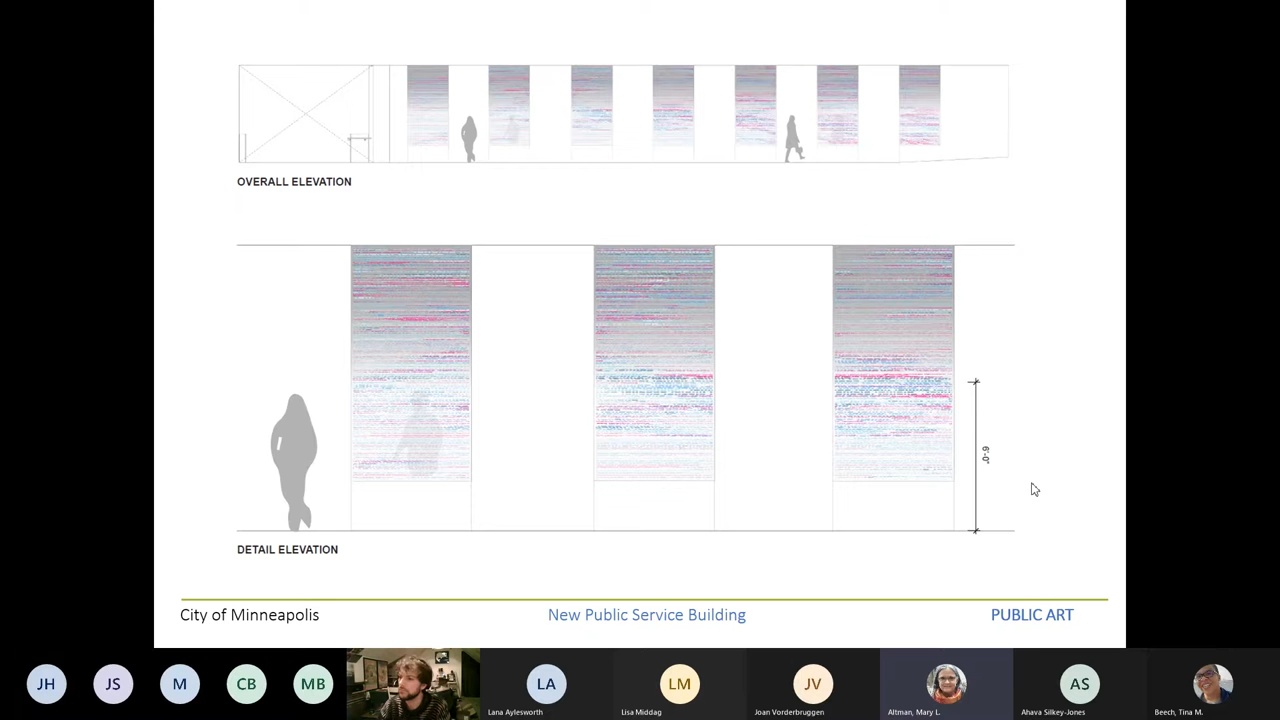 OVERALL ELEVATION
6'-0"
DETAIL ELEVATION
City of Minneapolis
New Public Service Building
PUBLIC ART
JH
JS
M
CB
MB
LA
LM
JV
AS
Lana Aylesworth
Lisa Middag
Joan Vorderbruggen
Altman, Mary L.
Ahava Silkey-Jones
Beech, Tina M.